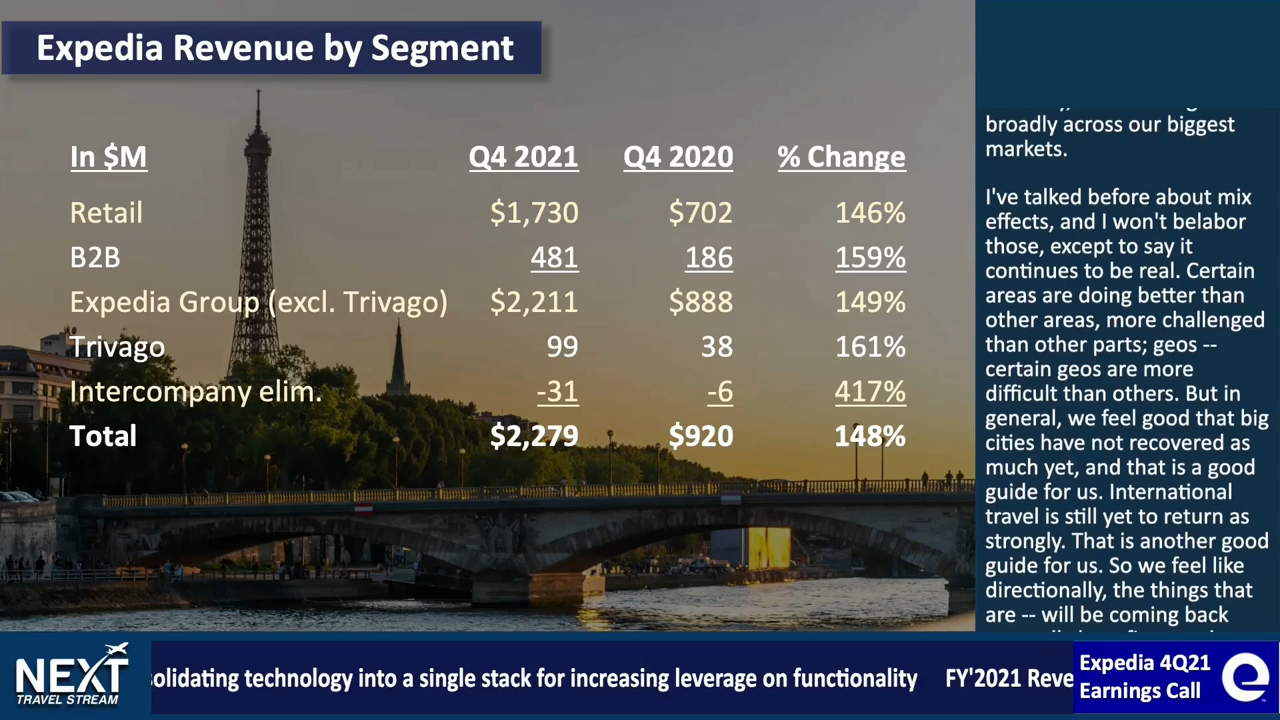 Expedia Revenue by Segment
In $M Q4 2021 Q4 2020 % Change
Retail $1,730 $702 146%
B2B 481 186 159%
Expedia Group (excl. Trivago) $2,211 $888 149%
Trivago 99 38 161%
Intercompany elim. -31 -6 417%
Total $2,279 $920 148%
broadly across our biggest
markets.
I've talked before about mix
effects, and I won't belabor
those, except to say it
continues to be real. Certain
areas are doing better than
other areas, more challenged
than other parts; geos --
certain geos are more
difficult than others. But in
general, we feel good that big
cities have not recovered as
much yet, and that is a good
guide for us. International
travel is still yet to return as
strongly. That is another good
guide for us. So we feel like
directionally, the things that
are -- will be coming back
NEXT
TRAVEL STREAM
solidating technology into a single stack for increasing leverage on functionality FY'2021 Reve
Expedia 4Q21
Earnings Call